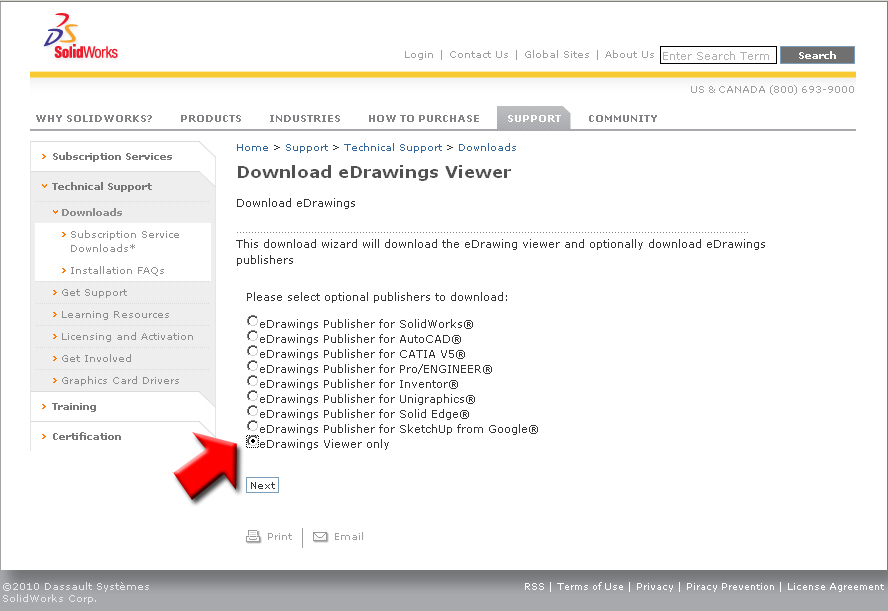 SolidWorks
Login | Contact Us | Global Sites | About Us Enter Search Term Search
US & CANADA (800) 693-9000
WHY SOLIDWORKS? PRODUCTS INDUSTRIES HOW TO PURCHASE SUPPORT COMMUNITY
Subscription Services
Technical Support
Downloads
Subscription Service
Downloads*
Installation FAQs
Get Support
Learning Resources
Licensing and Activation
Get Involved
Graphics Card Drivers
Training
Certification
Home > Support > Technical Support > Downloads
Download eDrawings Viewer
Download eDrawings
This download wizard will download the eDrawing viewer and optionally download eDrawings
publishers
Please select optional publishers to download:
eDrawings Publisher for SolidWorks®
eDrawings Publisher for AutoCAD®
eDrawings Publisher for CATIA V5®
eDrawings Publisher for Pro/ENGINEER®
eDrawings Publisher for Inventor®
eDrawings Publisher for Unigraphics®
eDrawings Publisher for Solid Edge®
eDrawings Publisher for SketchUp from Google®
eDrawings Viewer only
Next
Print | Email
©2010 Dassault Systèmes
SolidWorks Corp.
RSS | Terms of Use | Privacy | Piracy Prevention | License Agreement